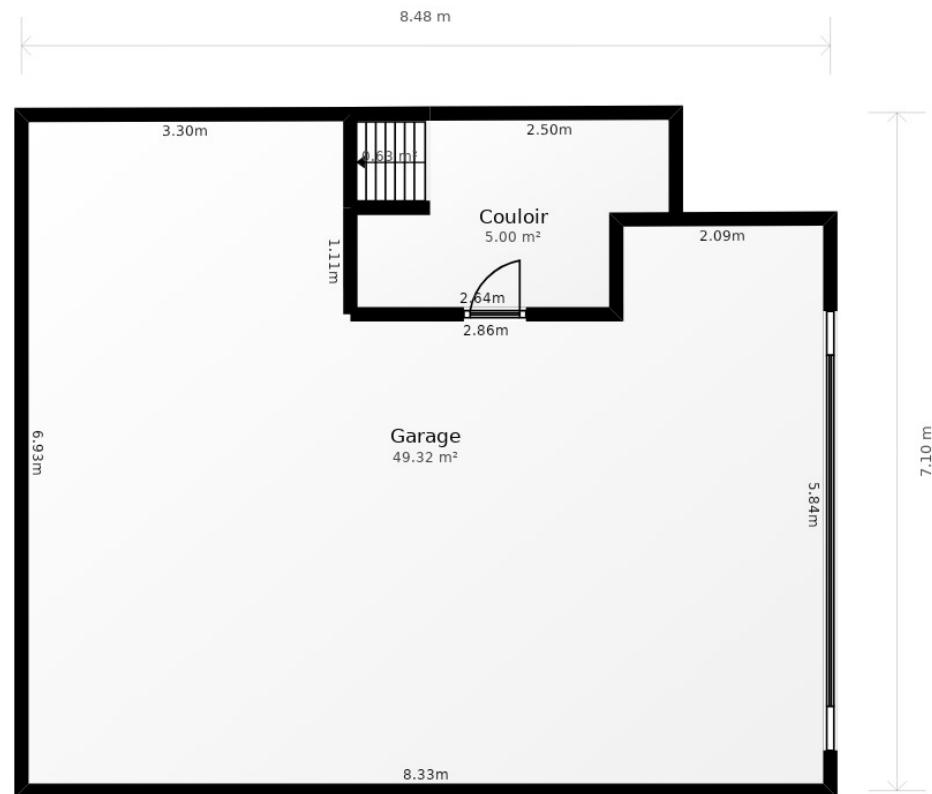 8.48 m
3.30m
2.50m
0.63 m²
Couloir
5.00 m²
2.09m
1.11m
2.64m
2.86m
Garage
49.32 m²
6.93m
7.10 m
5.84m
8.33m